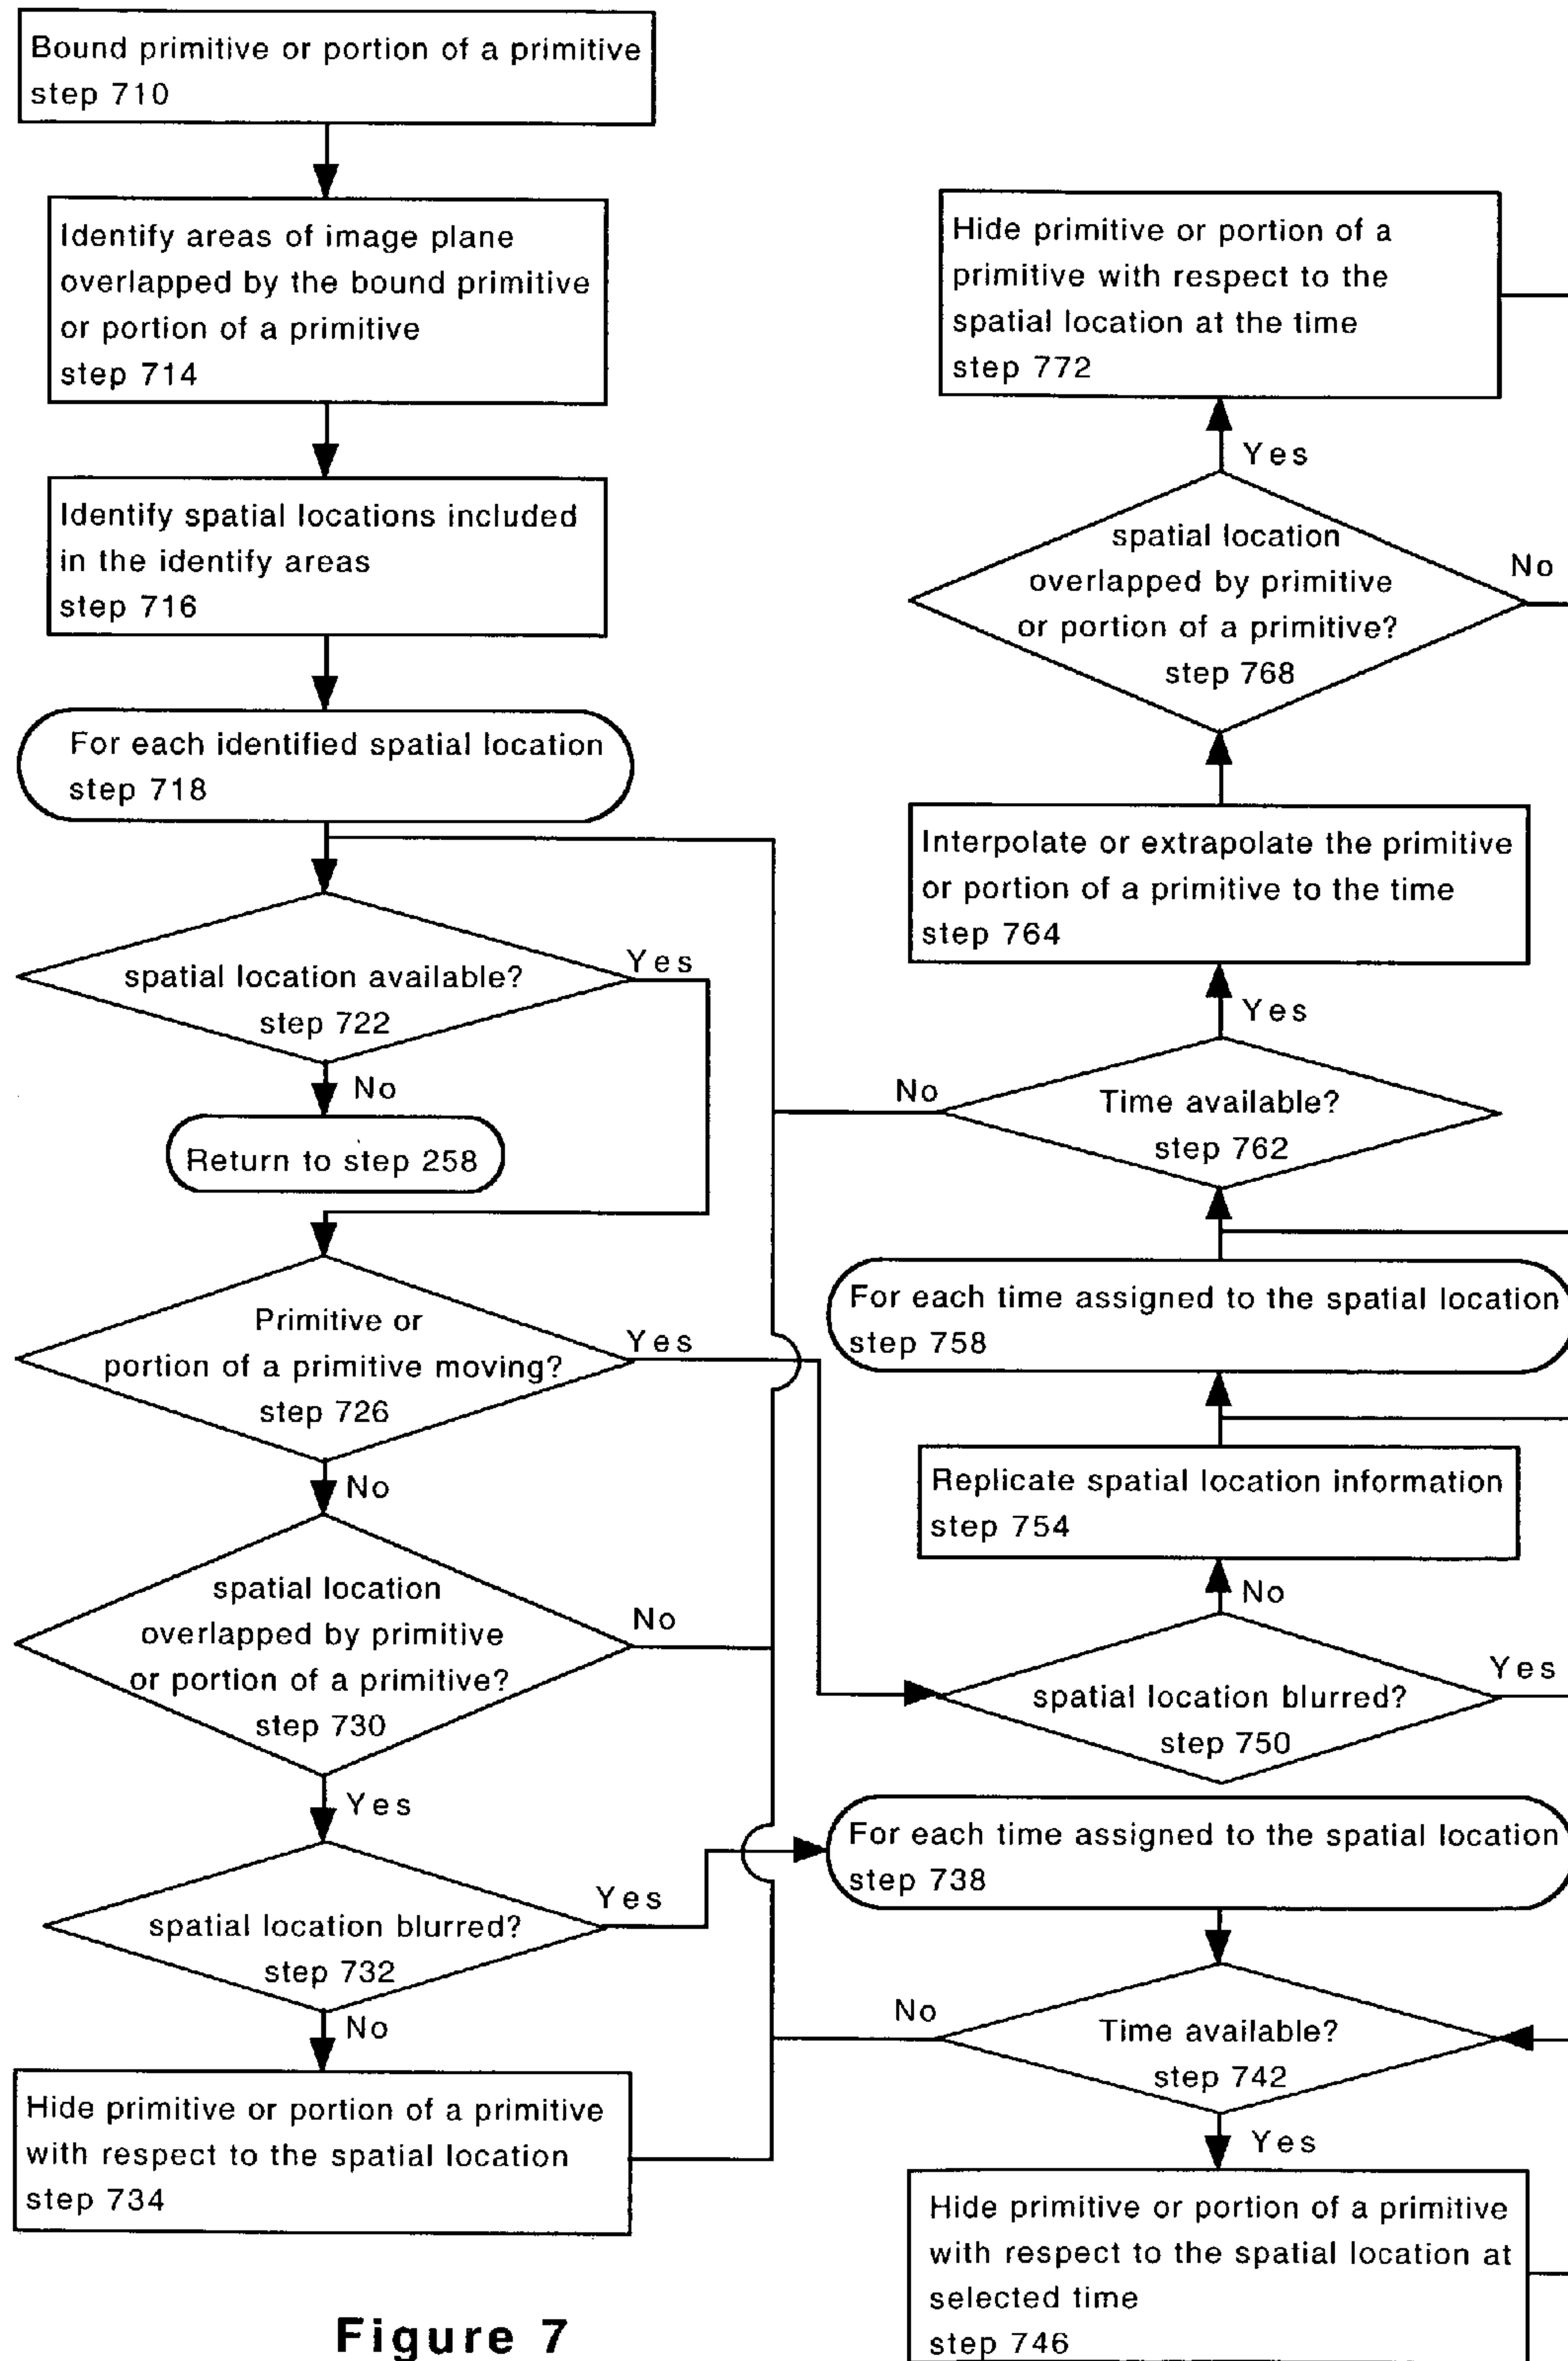 Bound primitive or portion of a primitive
step 710
Identify areas of image plane
overlapped by the bound primitive
or portion of a primitive
step 714
Identify spatial locations included
in the identify areas
step 716
For each identified spatial location
step 718
spatial location available?
step 722
Yes
No
Return to step 258
Primitive or
portion of a primitive moving?
step 726
Yes
No
spatial location
overlapped by primitive
or portion of a primitive?
step 730
No
Yes
spatial location blurred?
step 732
Yes
No
Hide primitive or portion of a primitive
with respect to the spatial location
step 734
Hide primitive or portion of a
primitive with respect to the
spatial location at the time
step 772
Yes
spatial location
overlapped by primitive
or portion of a primitive?
step 768
No
Interpolate or extrapolate the primitive
or portion of a primitive to the time
step 764
Yes
No
Time available?
step 762
For each time assigned to the spatial location
step 758
Replicate spatial location information
step 754
No
Yes
spatial location blurred?
step 750
For each time assigned to the spatial location
step 738
No
Time available?
step 742
Yes
Hide primitive or portion of a primitive
with respect to the spatial location at
selected time
step 746
Figure 7